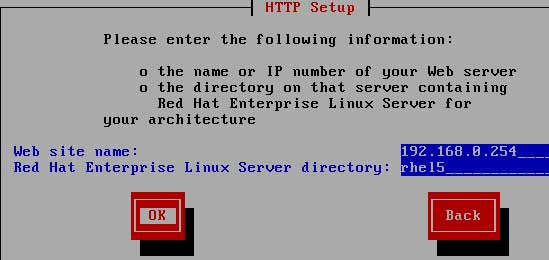 HTTP Setup
Please enter the following information:
o the name or IP number of your Web server
o the directory on that server containing
Red Hat Enterprise Linux Server for
your architecture
Web site name: 192.168.0.254____
Red Hat Enterprise Linux Server directory: rhel5____________
OK Back